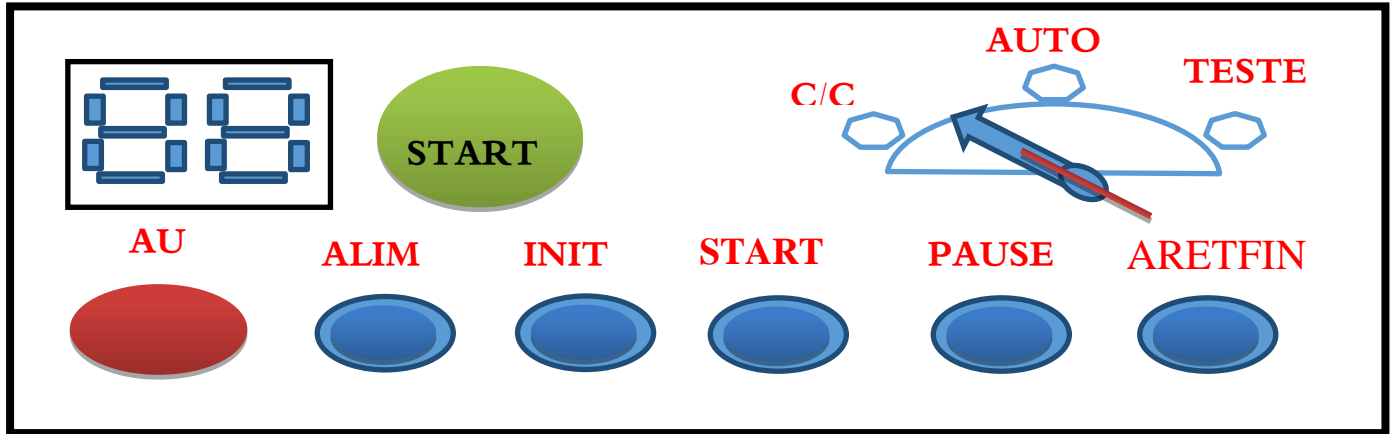 AUTO
C/C
TESTE
START
AU
ALIM
INIT
START
PAUSE
ARETFIN